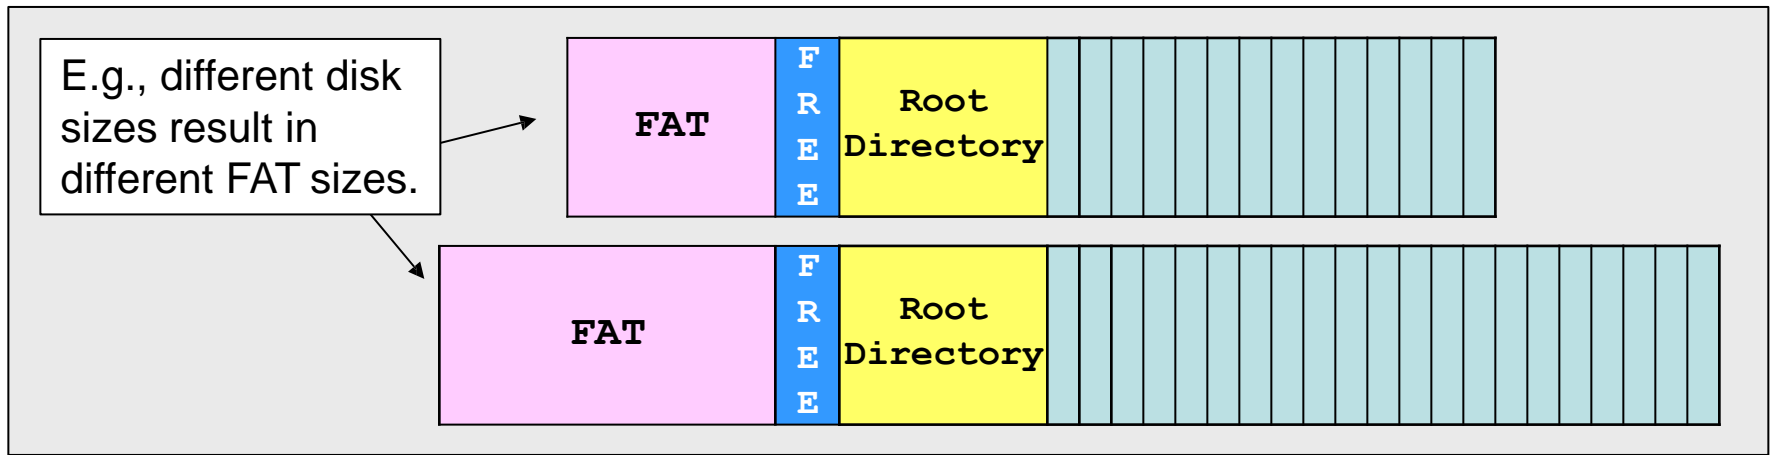 E.g., different disk
sizes result in
different FAT sizes.
FAT
F
R
E
E
Root
Directory
FAT
F
R
E
E
Root
Directory